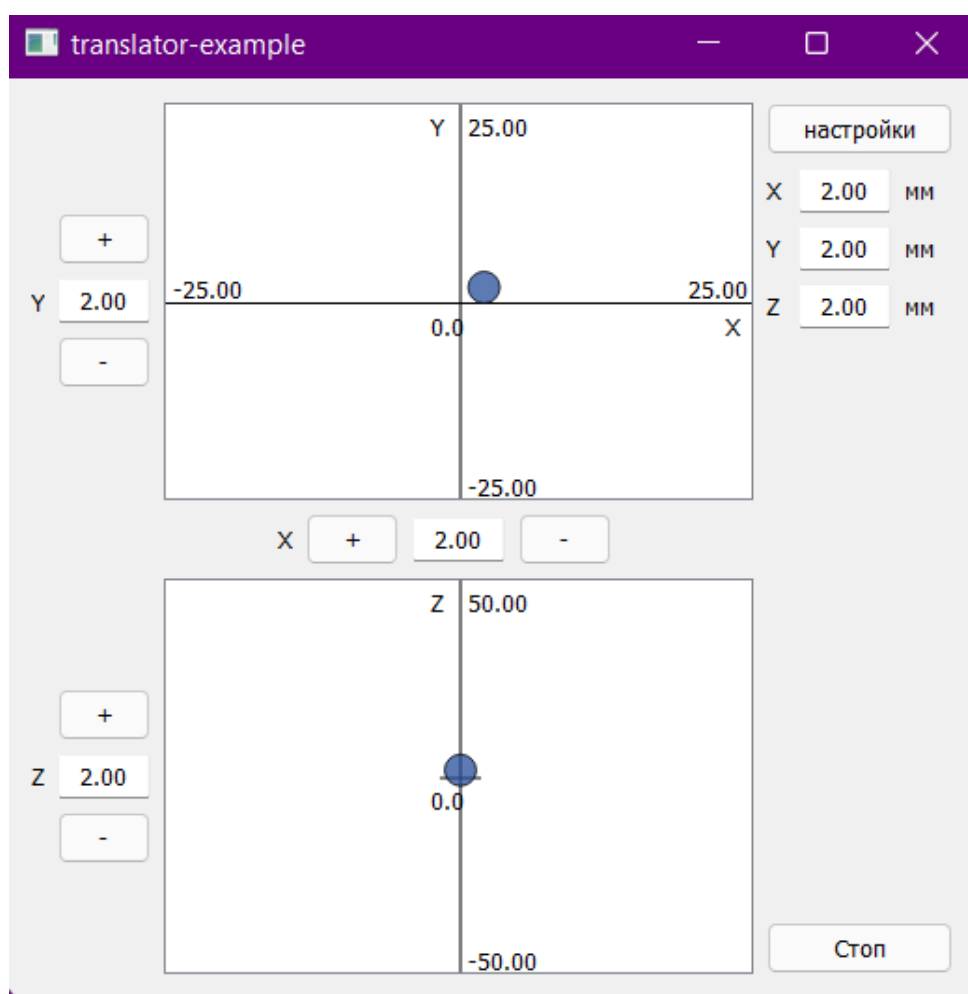 translator-example
Y 25.00
настройки
X 2.00 мм
+
Y 2.00 мм
-25.00 25.00
Y 2.00
Z 2.00 мм
0.0 X
-
-25.00
X + 2.00 -
Z 50.00
+
Z 2.00
0.0
-
Стоп
-50.00